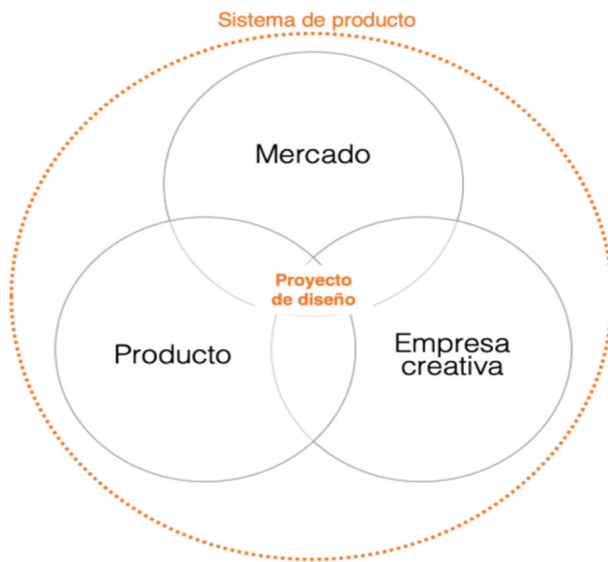 Sistema de producto
Mercado
Proyecto
de diseño
Producto
Empresa
creativa